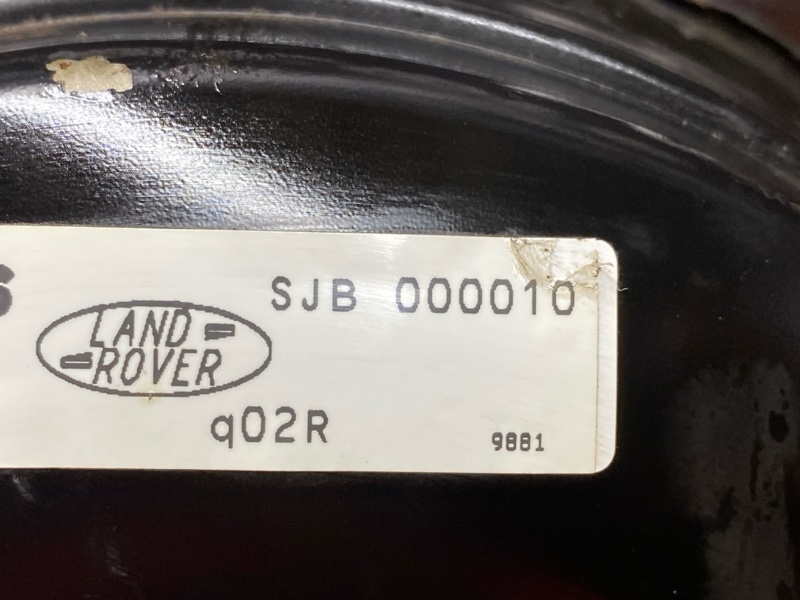 SJB 000010
LAND
ROVER
q02R
9881